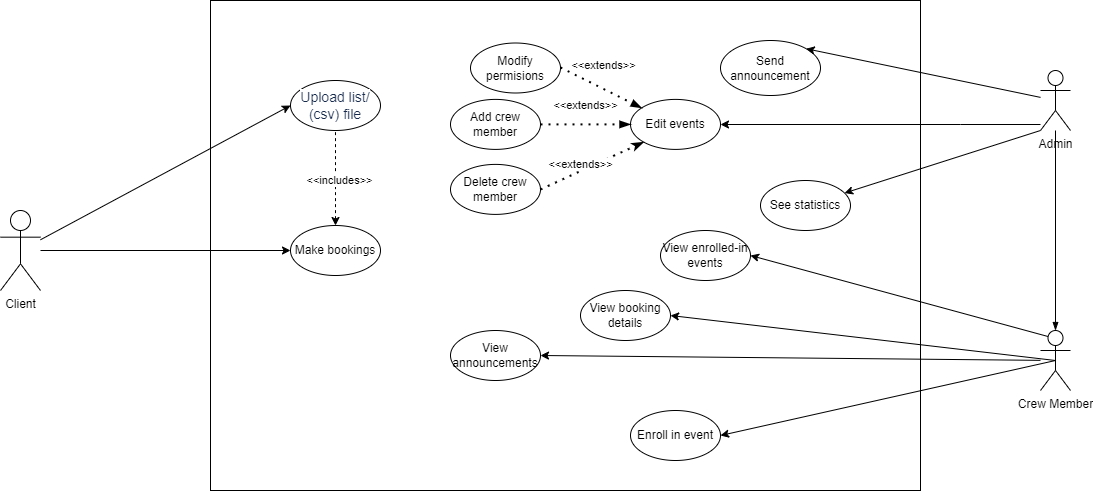 Modify
permisions
<<extends>>
Send
announcement
Upload list/
(csv) file
<<extends>>
Add crew
member
Edit events
Admin
<<extends>>
Delete crew
member
<<includes>>
See statistics
Make bookings
View enrolled-in
events
Client
View booking
details
View
announcements
Crew Member
Enroll in event